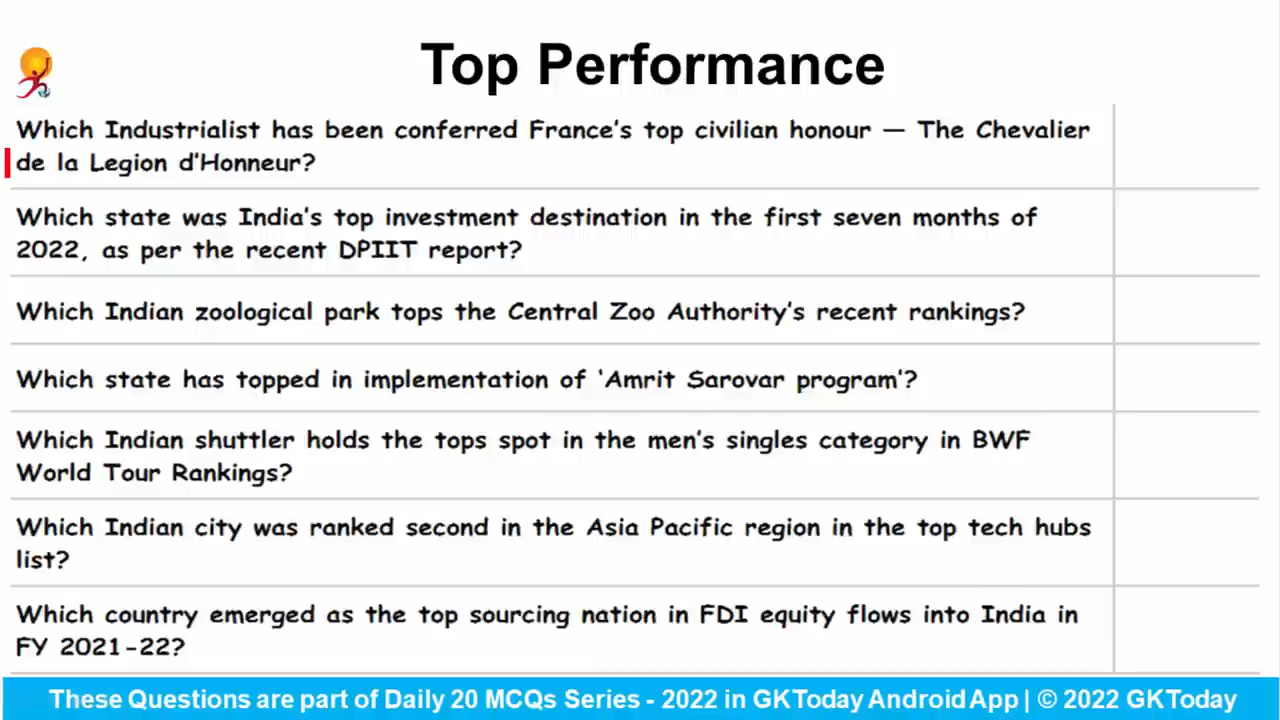 Top Performance
Which Industrialist has been conferred France's top civilian honour — The Chevalier
de la Legion d'Honneur?
Which state was India's top investment destination in the first seven months of
2022, as per the recent DPIIT report?
Which Indian zoological park tops the Central Zoo Authority's recent rankings?
Which state has topped in implementation of 'Amrit Sarovar program'?
Which Indian shuttler holds the tops spot in the men's singles category in BWF
World Tour Rankings?
Which Indian city was ranked second in the Asia Pacific region in the top tech hubs
list?
Which country emerged as the top sourcing nation in FDI equity flows into India in
FY 2021-22?
These Questions are part of Daily 20 MCQs Series - 2022 in GKToday Android App | © 2022 GKToday